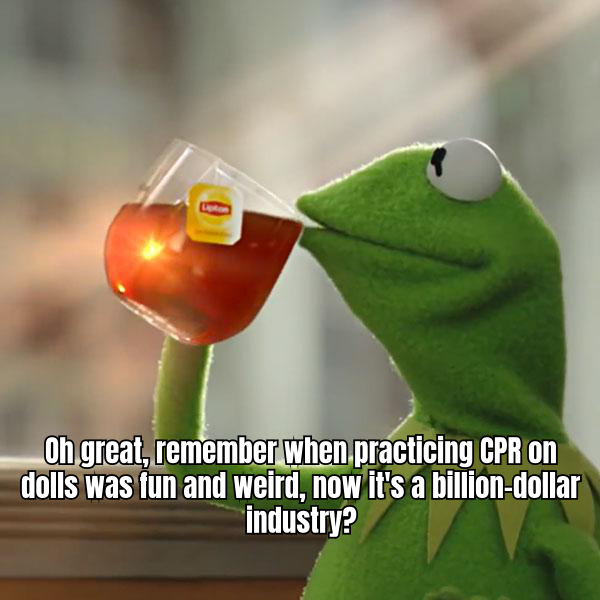 Lipton
Oh great, remember when practicing CPR on
dolls was fun and weird, now it's a billion-dollar
industry?